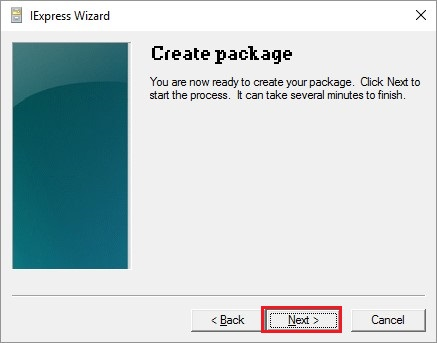 IExpress Wizard
Create package
You are now ready to create your package.  Click Next to
start the process.  It can take several minutes to finish.
< Back
Next >
Cancel